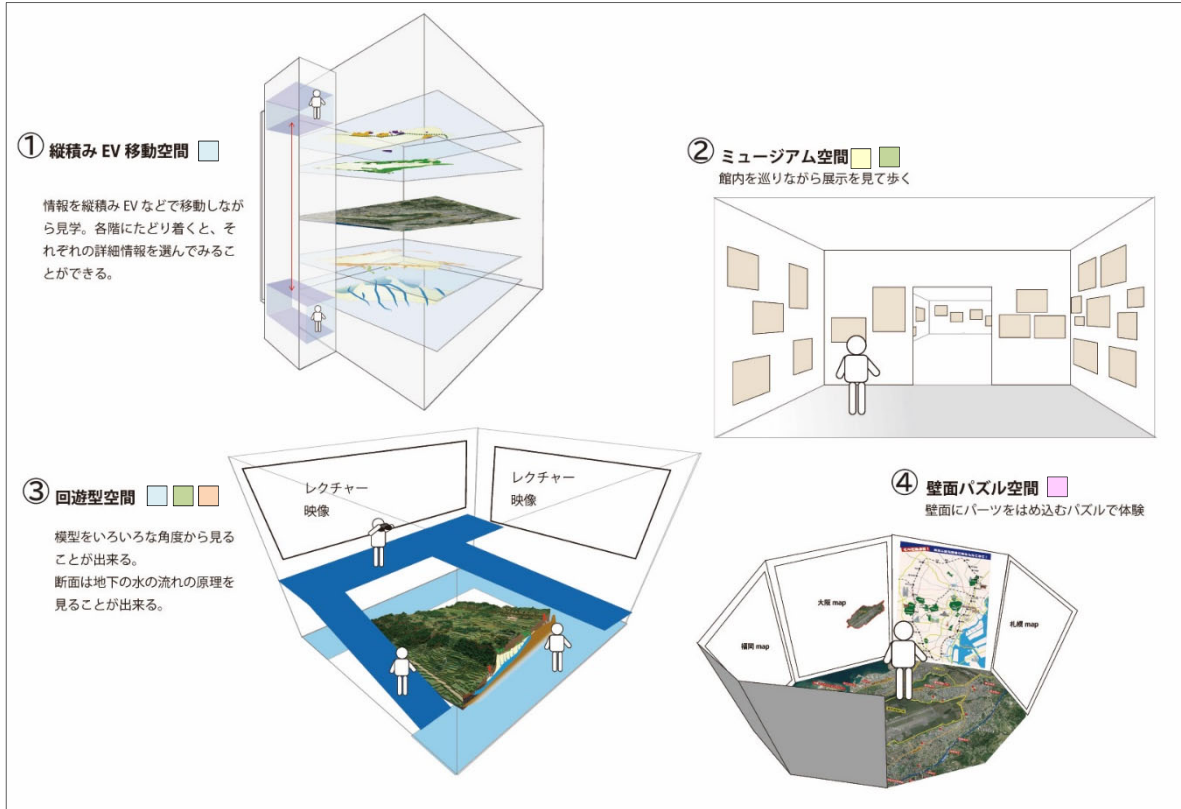 ① 縦積み EV 移動空間
情報を縦積み EV などで移動しなが
ら見学。各階にたどり着くと、そ
れぞれの詳細情報を選んでみるこ
とができる。
② ミュージアム空間
館内を巡りながら展示を見て歩く
③ 回遊型空間
模型をいろいろな角度から見る
ことが出来る。
断面は地下の水の流れの原理を
見ることが出来る。
レクチャー
映像
レクチャー
映像
④ 壁面パズル空間
壁面にパーツをはめ込むパズルで体験
福岡 map
大阪 map
札幌 map